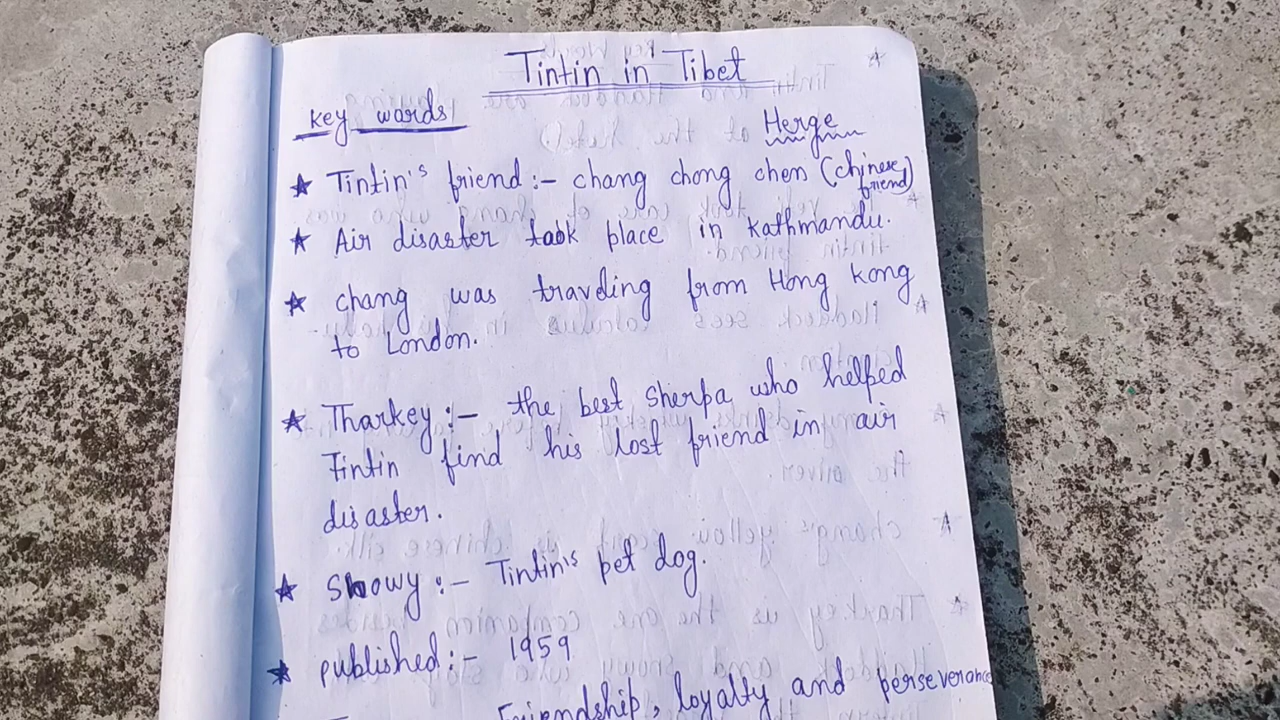 Tintin in Tibet
key words
Herge
★ Tintin's friend :- chang chong chen (chinese friend)
★ Air disaster took place in Kathmandu.
★ chang was traveling from Hong Kong
to London.
★ Tharkey :- the best Sherpa who helped
Tintin find his lost friend in air
disaster.
★ Snowy :- Tintin's pet dog.
★ published :- 1959
Friendship, loyalty and perseverance